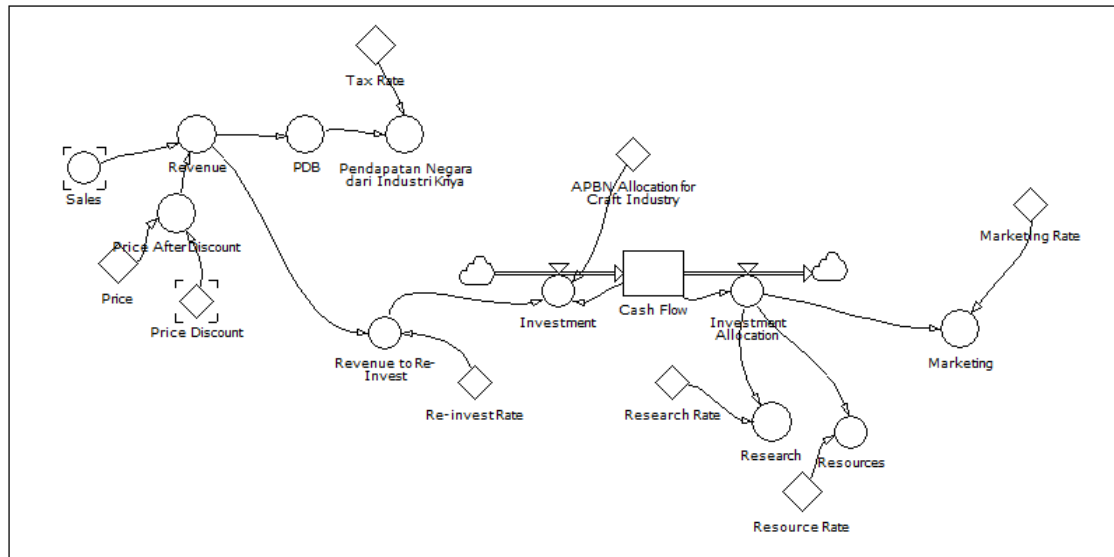 Tax Rate
Revenue
PDB
Pendapatan Negara
dari Industri Kriya
Sales
APBN Allocation for
Craft Industry
Price After Discount
Marketing Rate
Price
Price Discount
Investment
Cash Flow
Investment
Allocation
Revenue to Re-
Invest
Marketing
Re-invest Rate
Research Rate
Research
Resources
Resource Rate